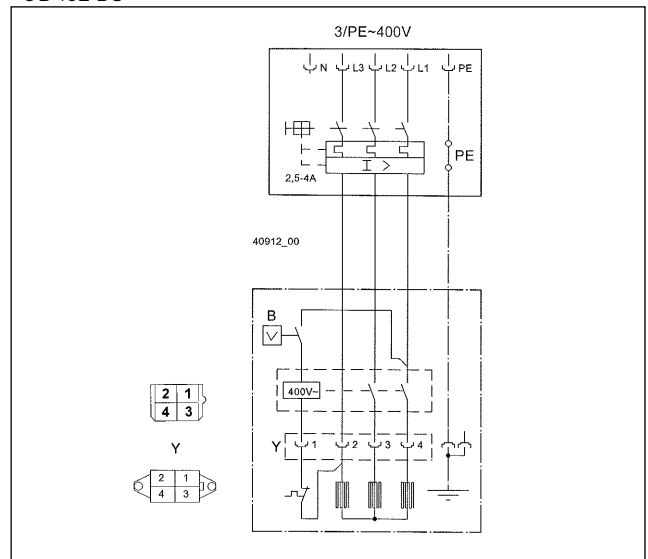 3/PE~400V
N L3 L2 L1 PE
PE
I >
2,5-4A
40912_00
B
400V~
2 1
4 3
Y 1 2 3 4
Y
2 1
4 3